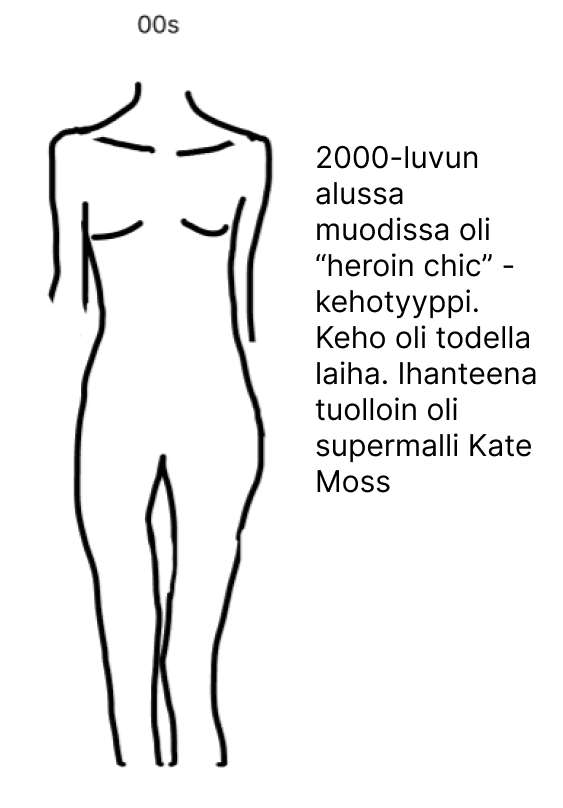 00s
2000-luvun
alussa
muodissa oli
“heroin chic” -
kehotyyppi.
Keho oli todella
laiha. Ihanteena
tuolloin oli
supermalli Kate
Moss